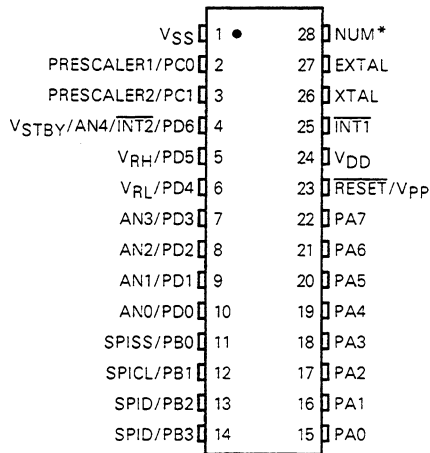 VSS 1 28 NUM*
PRESCALER1/PC0 2 27 EXTAL
PRESCALER2/PC1 3 26 XTAL
VSTBY/AN4/INT2/PD6 4 25 INT1
VRH/PD5 5 24 VDD
VRL/PD4 6 23 RESET/VPP
AN3/PD3 7 22 PA7
AN2/PD2 8 21 PA6
AN1/PD1 9 20 PA5
AN0/PD0 10 19 PA4
SPISS/PB0 11 18 PA3
SPICL/PB1 12 17 PA2
SPID/PB2 13 16 PA1
SPID/PB3 14 15 PA0